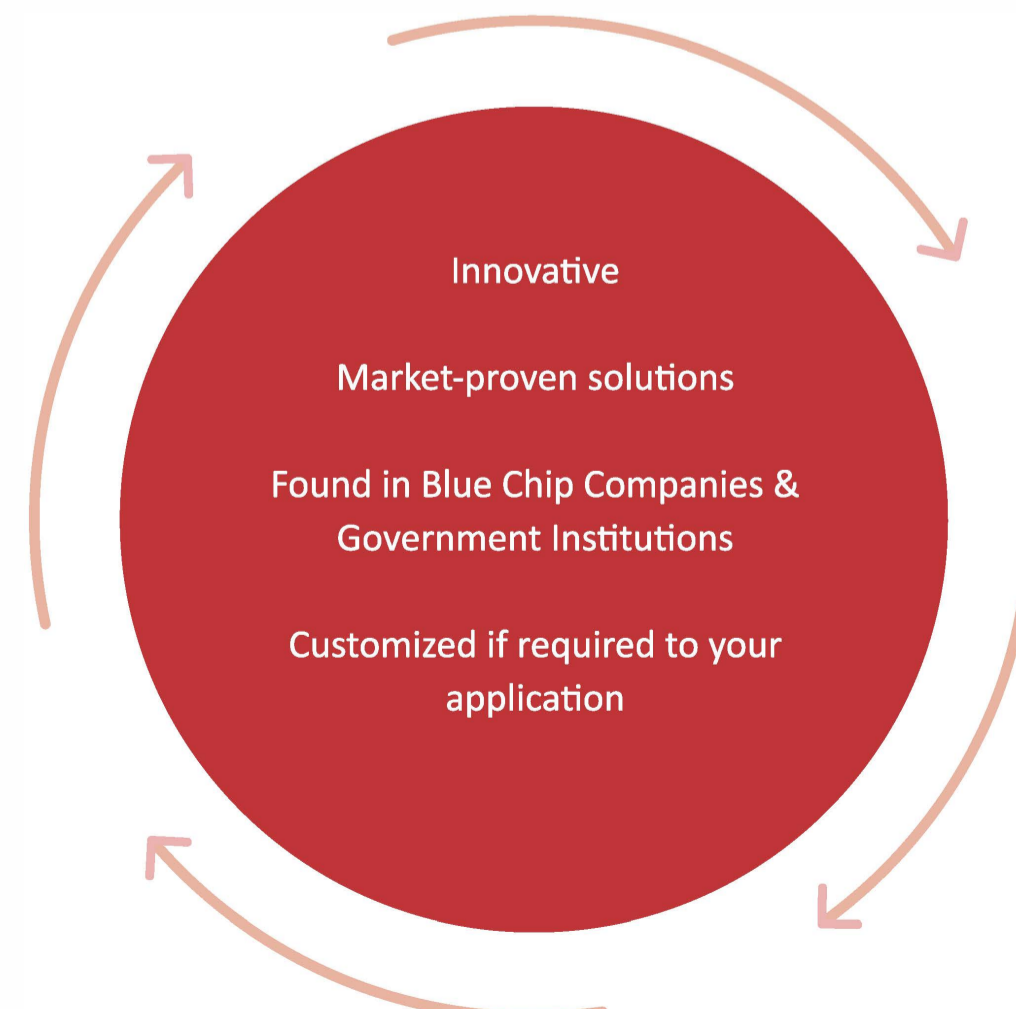 Innovative
Market-proven solutions
Found in Blue Chip Companies &
Government Institutions
Customized if required to your
application